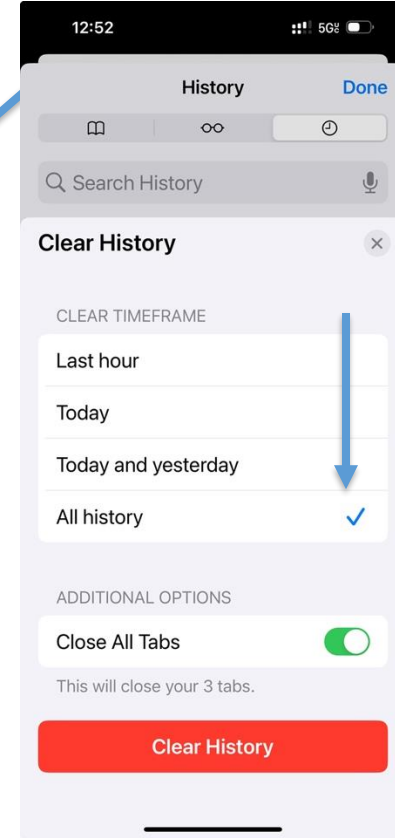 12:52 5G
History Done
Search History
Clear History
CLEAR TIMEFRAME
Last hour
Today
Today and yesterday
All history
ADDITIONAL OPTIONS
Close All Tabs
This will close your 3 tabs.
Clear History